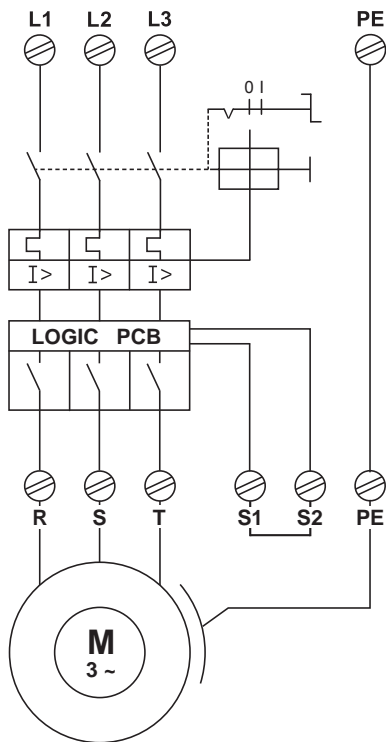 L1 L2 L3 PE
0 I
I> I> I>
LOGIC PCB
R S T S1 S2 PE
M
3 ~